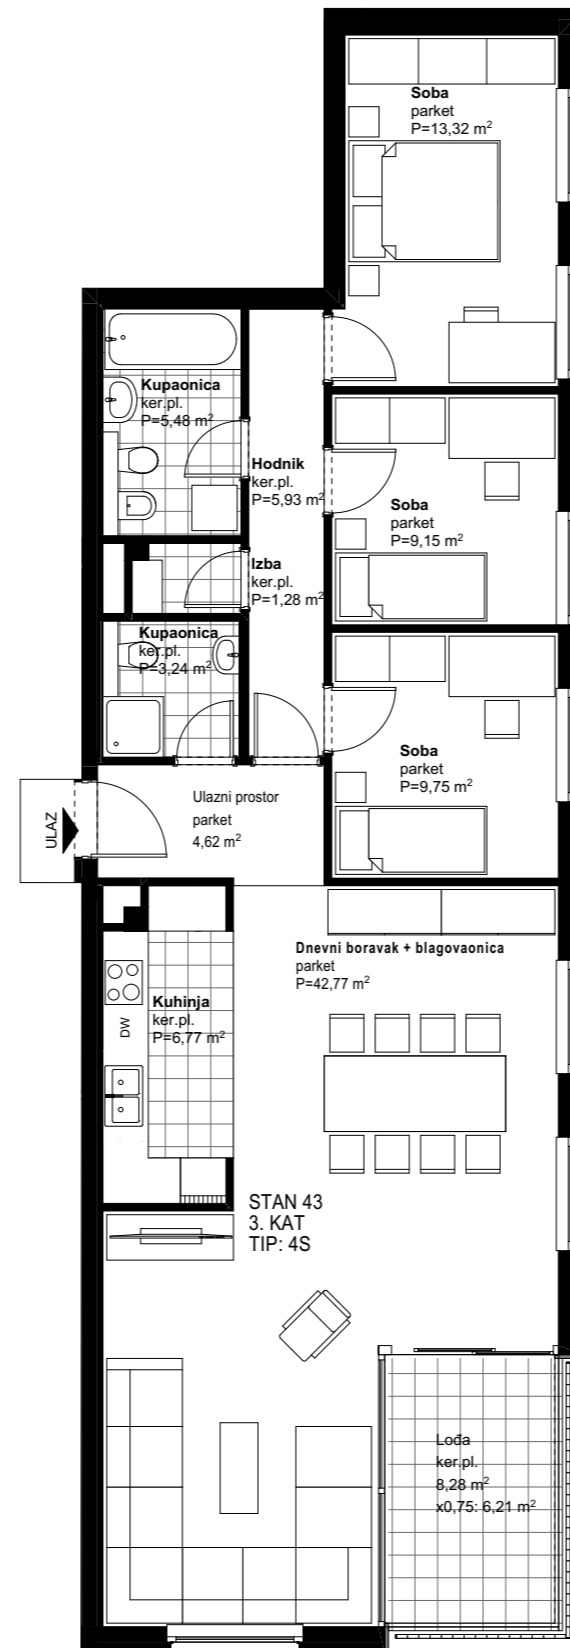 Soba
parket
P=13,32 m²
Kupaonica
ker.pl.
P=5,48 m²
Hodnik
ker.pl.
P=5,93 m²
Soba
parket
P=9,15 m²
Izba
ker.pl.
P=1,28 m²
Kupaonica
ker.pl.
P=3,24 m²
Soba
parket
P=9,75 m²
Ulazni prostor
parket
4,62 m²
ULAZ
Dnevni boravak + blagovaonica
parket
P=42,77 m²
Kuhinja
ker.pl.
P=6,77 m²
DW
STAN 43
3. KAT
TIP: 4S
Lođa
ker.pl.
8,28 m²
x0,75: 6,21 m²